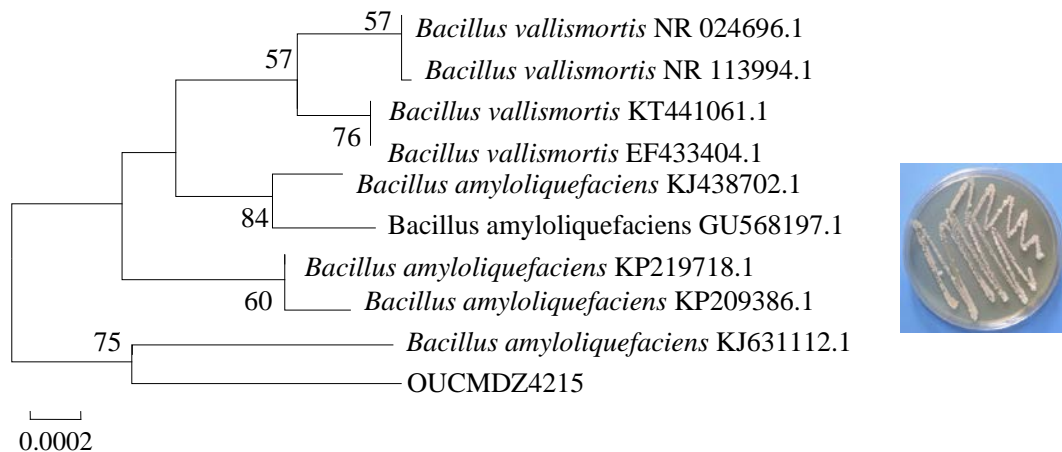 57
Bacillus vallismortis NR 024696.1
57
Bacillus vallismortis NR 113994.1
Bacillus vallismortis KT441061.1
76
Bacillus vallismortis EF433404.1
Bacillus amyloliquefaciens KJ438702.1
84
Bacillus amyloliquefaciens GU568197.1
Bacillus amyloliquefaciens KP219718.1
60
Bacillus amyloliquefaciens KP209386.1
75
Bacillus amyloliquefaciens KJ631112.1
OUCMDZ4215
0.0002